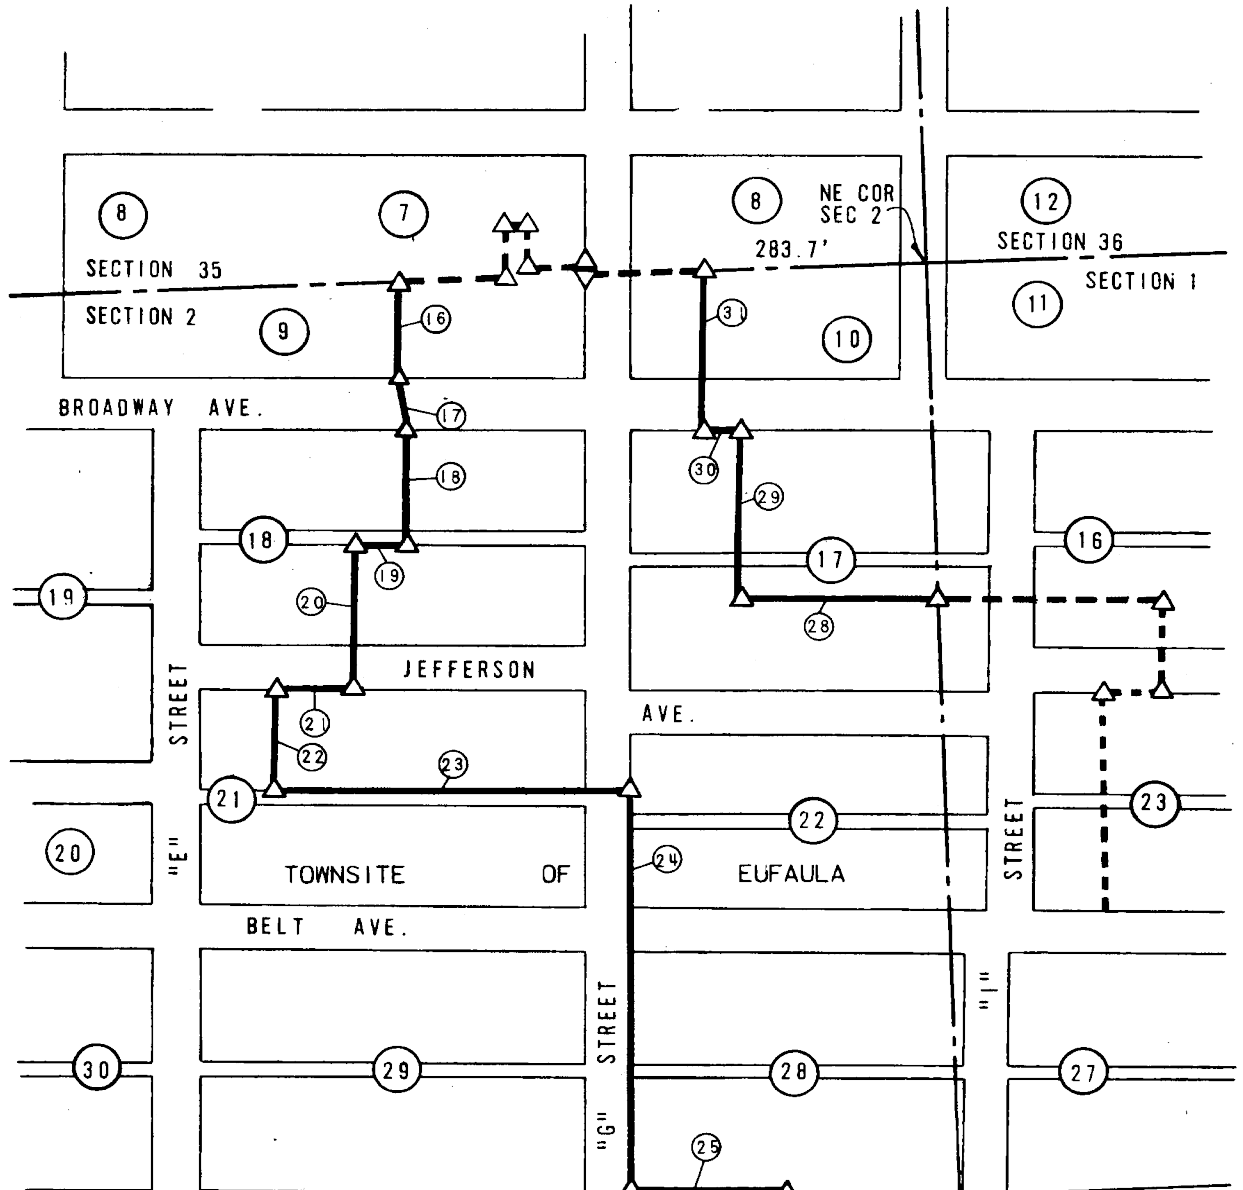 8
7
8
NE COR
SEC 2
12
283.7'
SECTION 36
SECTION 35
SECTION 1
SECTION 2
9
16
31
10
11
BROADWAY AVE.
17
18
30
29
18
19
20
17
16
19
28
JEFFERSON
STREET
21
AVE.
22
23
21
22
23
STREET
20
"E"
24
TOWNSITE OF EUFAULA
BELT AVE.
STREET
"I"
30
29
28
27
"G"
25